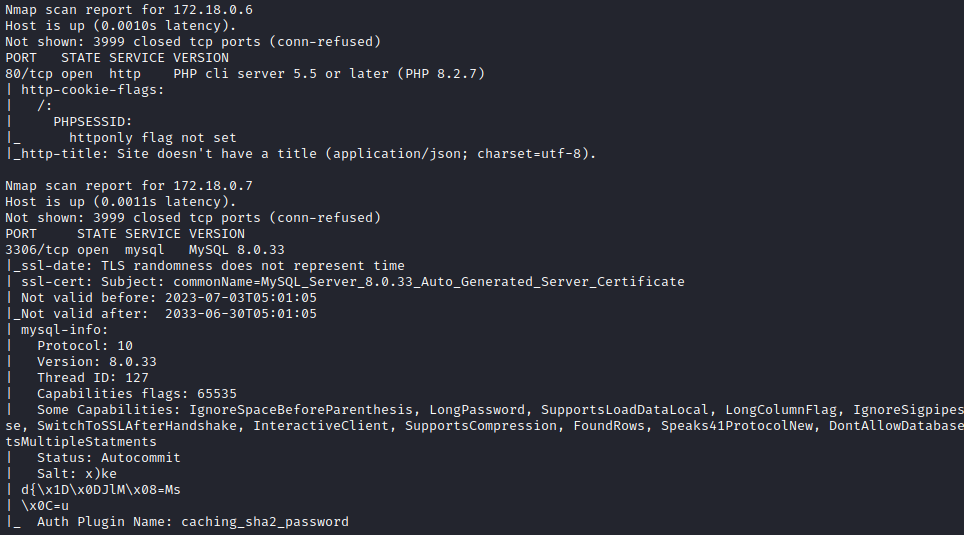 Nmap scan report for 172.18.0.6
Host is up (0.0010s latency).
Not shown: 3999 closed tcp ports (conn-refused)
PORT   STATE SERVICE VERSION
80/tcp open  http    PHP cli server 5.5 or later (PHP 8.2.7)
| http-cookie-flags:
|   /:
|     PHPSESSID:
|_      httponly flag not set
|_http-title: Site doesn't have a title (application/json; charset=utf-8).

Nmap scan report for 172.18.0.7
Host is up (0.0011s latency).
Not shown: 3999 closed tcp ports (conn-refused)
PORT     STATE SERVICE VERSION
3306/tcp open  mysql   MySQL 8.0.33
|_ssl-date: TLS randomness does not represent time
| ssl-cert: Subject: commonName=MySQL_Server_8.0.33_Auto_Generated_Server_Certificate
| Not valid before: 2023-07-03T05:01:05
|_Not valid after:  2033-06-30T05:01:05
| mysql-info:
|   Protocol: 10
|   Version: 8.0.33
|   Thread ID: 127
|   Capabilities flags: 65535
|   Some Capabilities: IgnoreSpaceBeforeParenthesis, LongPassword, SupportsLoadDataLocal, LongColumnFlag, IgnoreSigpipes
se, SwitchToSSLAfterHandshake, InteractiveClient, SupportsCompression, FoundRows, Speaks41ProtocolNew, DontAllowDatabase
tsMultipleStatments
|   Status: Autocommit
|   Salt: x)ke
| d{\x1D\x0DJlM\x08=Ms
| \x0C=u
|_  Auth Plugin Name: caching_sha2_password